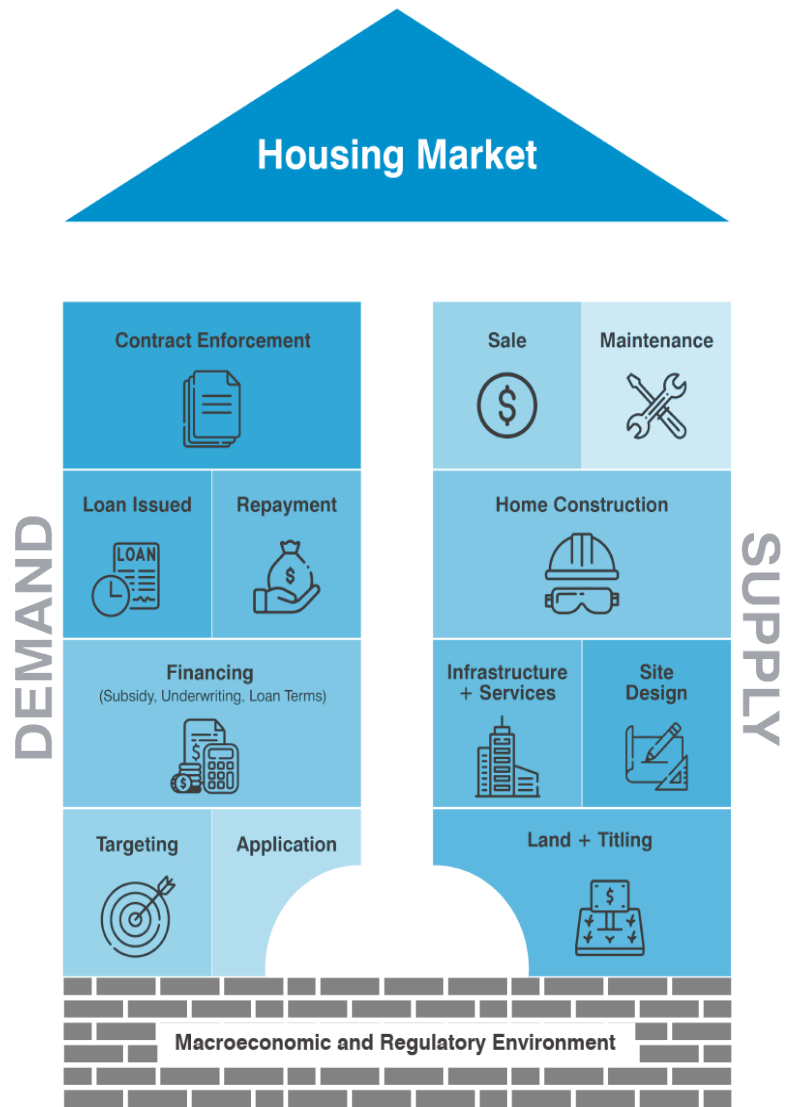 Housing Market
DEMAND
Contract Enforcement
Loan Issued
LOAN
Repayment
$
Financing
(Subsidy, Underwriting, Loan Terms)
$
$
Targeting
Application
SUPPLY
Sale
$
Maintenance
Home Construction
Infrastructure
+ Services
Site
Design
Land + Titling
$
Macroeconomic and Regulatory Environment